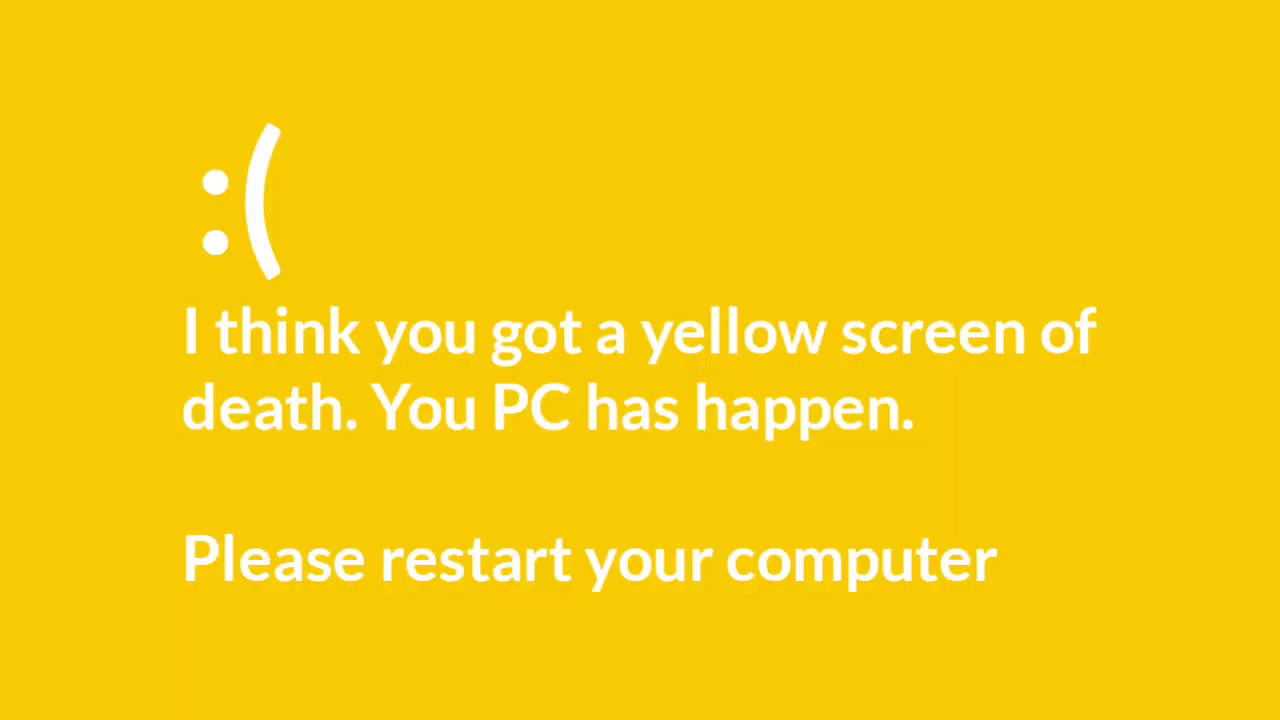 :(
I think you got a yellow screen of
death. You PC has happen.
Please restart your computer